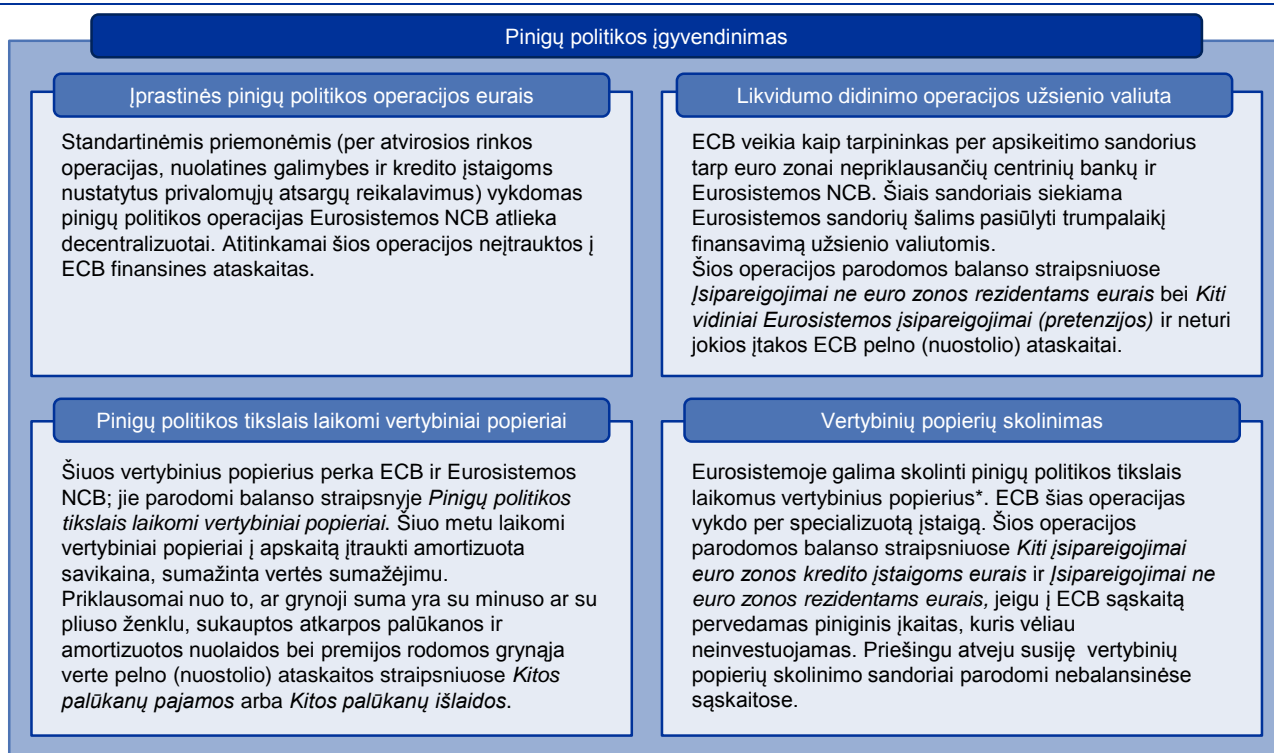 Pinigų politikos įgyvendinimas
Įprastinės pinigų politikos operacijos eurais
Standartinėmis priemonėmis (per atvirosios rinkos
operacijas, nuolatines galimybes ir kredito įstaigoms
nustatytus privalomųjų atsargų reikalavimus) vykdomas
pinigų politikos operacijas Eurosistemos NCB atlieka
decentralizuotai. Atitinkamai šios operacijos neįtrauktos į
ECB finansines ataskaitas.
Likvidumo didinimo operacijos užsienio valiuta
ECB veikia kaip tarpininkas per apsikeitimo sandorius
tarp euro zonai nepriklausančių centrinių bankų ir
Eurosistemos NCB. Šiais sandoriais siekiama
Eurosistemos sandorių šalims pasiūlyti trumpalaikį
finansavimą užsienio valiutomis.
Šios operacijos parodomos balanso straipsniuose
Įsipareigojimai ne euro zonos rezidentams eurais bei Kiti
vidiniai Eurosistemos įsipareigojimai (pretenzijos) ir neturi
jokios įtakos ECB pelno (nuostolio) ataskaitai.
Pinigų politikos tikslais laikomi vertybiniai popieriai
Šiuos vertybinius popierius perka ECB ir Eurosistemos
NCB; jie parodomi balanso straipsnyje Pinigų politikos
tikslais laikomi vertybiniai popieriai. Šiuo metu laikomi
vertybiniai popieriai į apskaitą įtraukti amortizuota
savikaina, sumažinta vertės sumažėjimu.
Priklausomai nuo to, ar grynoji suma yra su minuso ar su
pliuso ženklu, sukauptos atkarpos palūkanos ir
amortizuotos nuolaidos bei premijos rodomos grynąja
verte pelno (nuostolio) ataskaitos straipsniuose Kitos
palūkanų pajamos arba Kitos palūkanų išlaidos.
Vertybinių popierių skolinimas
Eurosistemoje galima skolinti pinigų politikos tikslais
laikomus vertybinius popierius*. ECB šias operacijas
vykdo per specializuotą įstaigą. Šios operacijos
parodomos balanso straipsniuose Kiti įsipareigojimai
euro zonos kredito įstaigoms eurais ir Įsipareigojimai ne
euro zonos rezidentams eurais, jeigu į ECB sąskaitą
pervedamas piniginis įkaitas, kuris vėliau
neinvestuojamas. Priešingu atveju susiję vertybinių
popierių skolinimo sandoriai parodomi nebalansinėse
sąskaitose.